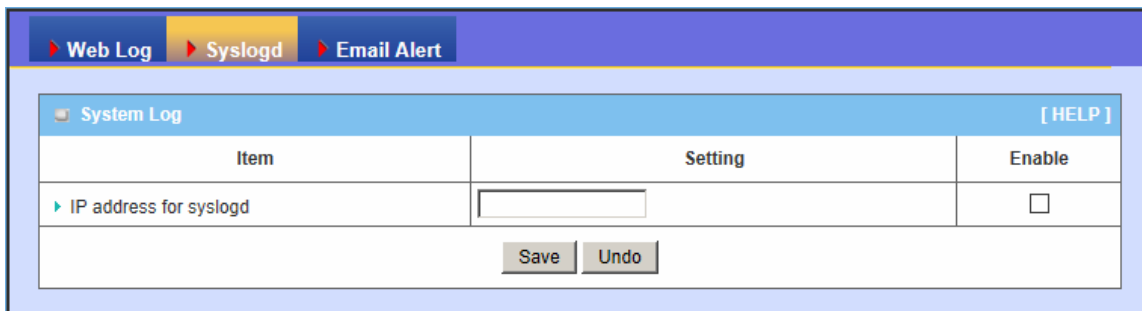 Web Log Syslogd Email Alert
System Log [ HELP ]
Item Setting Enable
IP address for syslogd
Save Undo